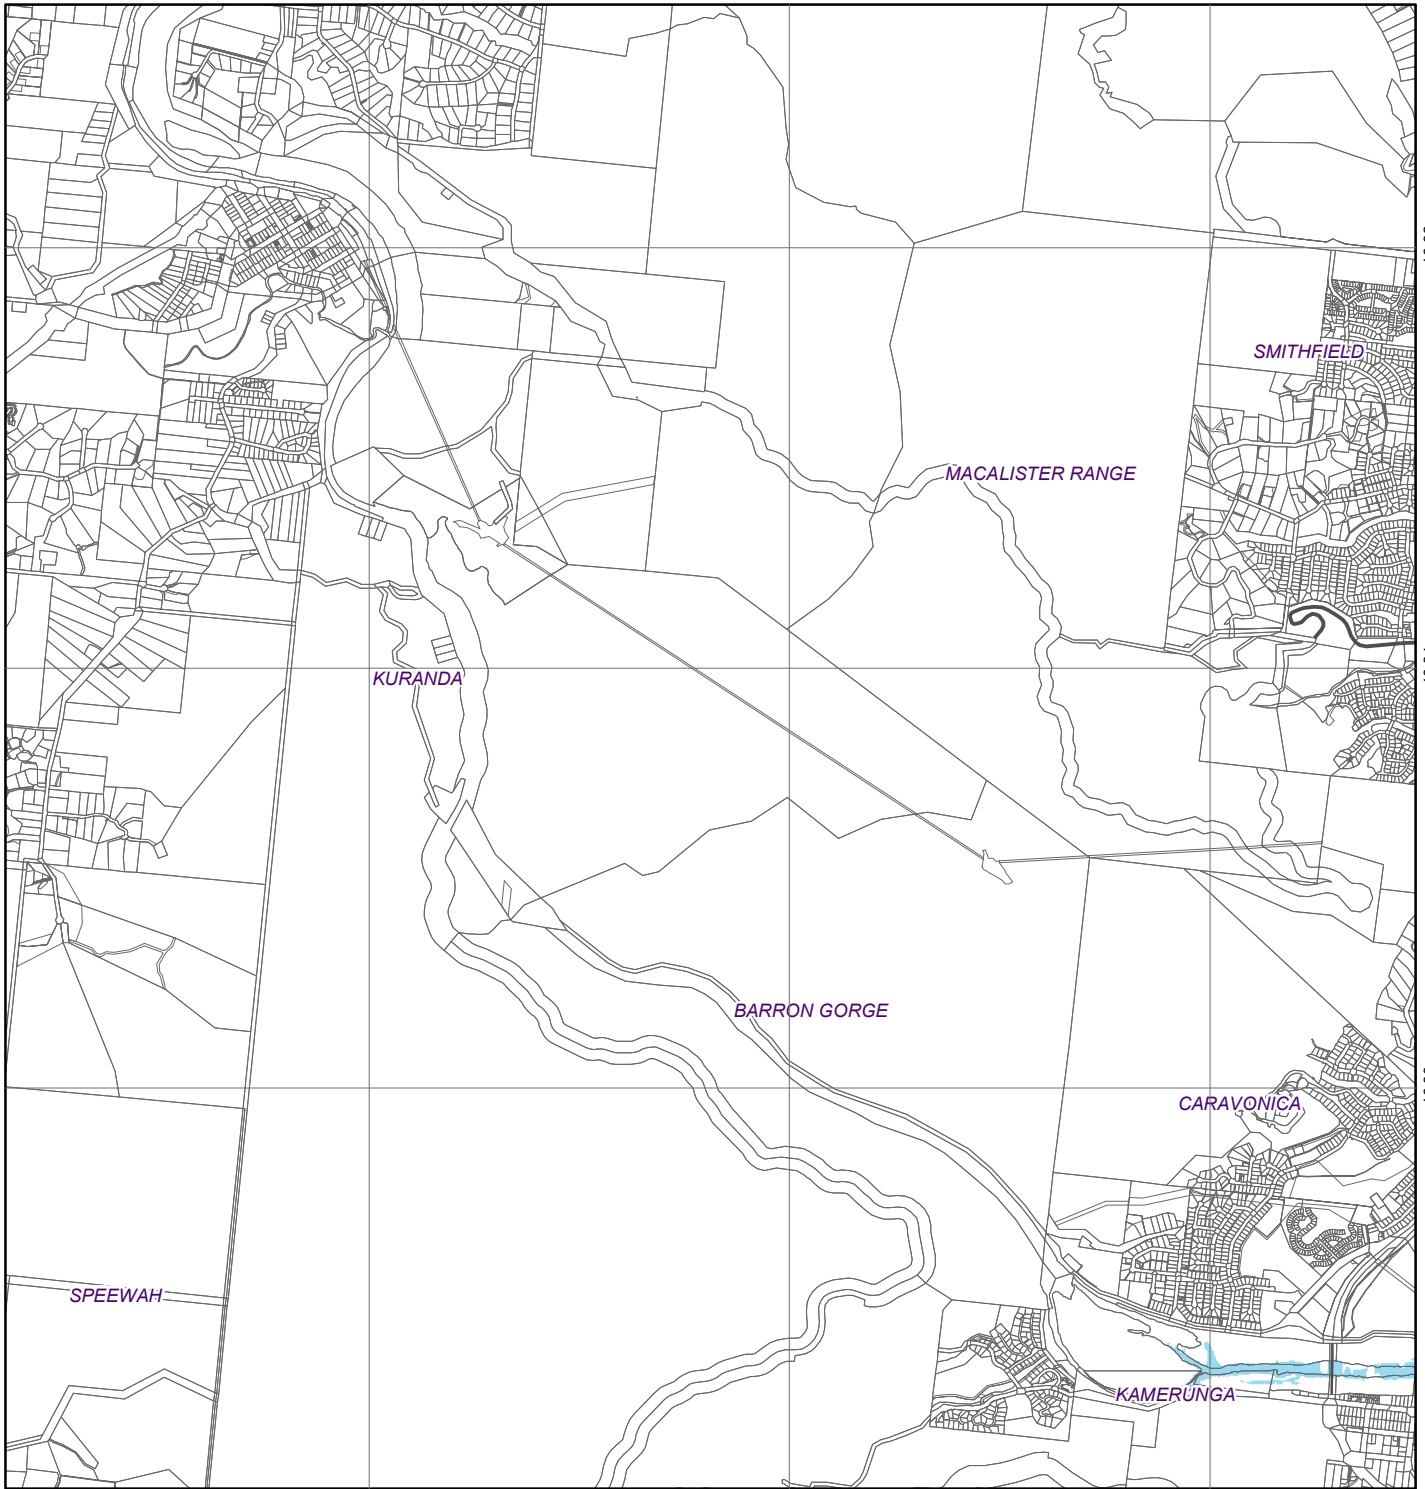 SMITHFIELD
MACALISTER RANGE
KURANDA
BARRON GORGE
CARAVONICA
SPEEWAH
KAMERUNGA